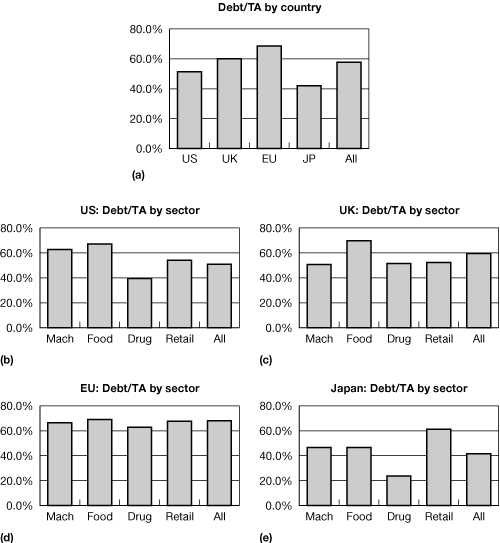 Debt/TA by country
80.0%
60.0%
40.0%
20.0%
0.0%
US UK EU JP All
(a)
US: Debt/TA by sector
80.0%
60.0%
40.0%
20.0%
0.0%
Mach Food Drug Retail All
(b)
UK: Debt/TA by sector
80.0%
60.0%
40.0%
20.0%
0.0%
Mach Food Drug Retail All
(c)
EU: Debt/TA by sector
80.0%
60.0%
40.0%
20.0%
0.0%
Mach Food Drug Retail All
(d)
Japan: Debt/TA by sector
80.0%
60.0%
40.0%
20.0%
0.0%
Mach Food Drug Retail All
(e)